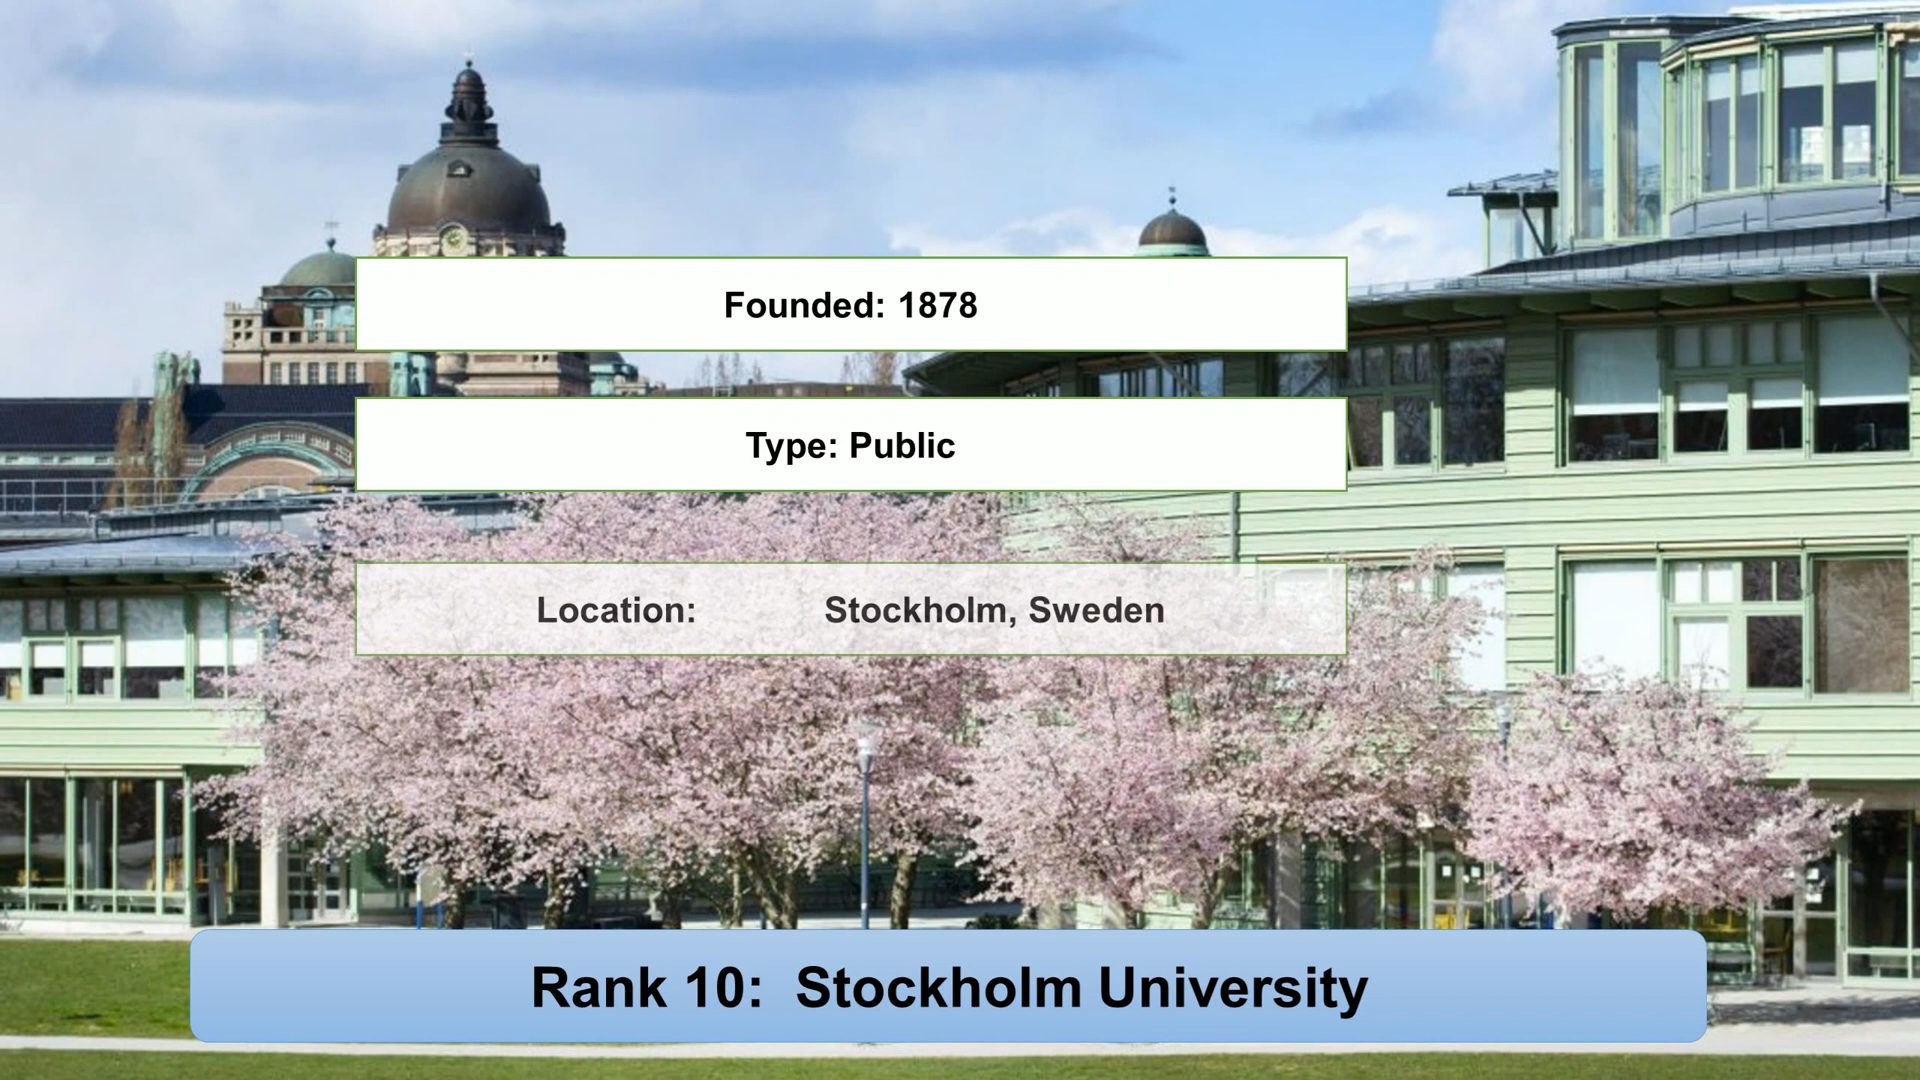 Founded: 1878
Type: Public
Location: Stockholm, Sweden
Rank 10: Stockholm University